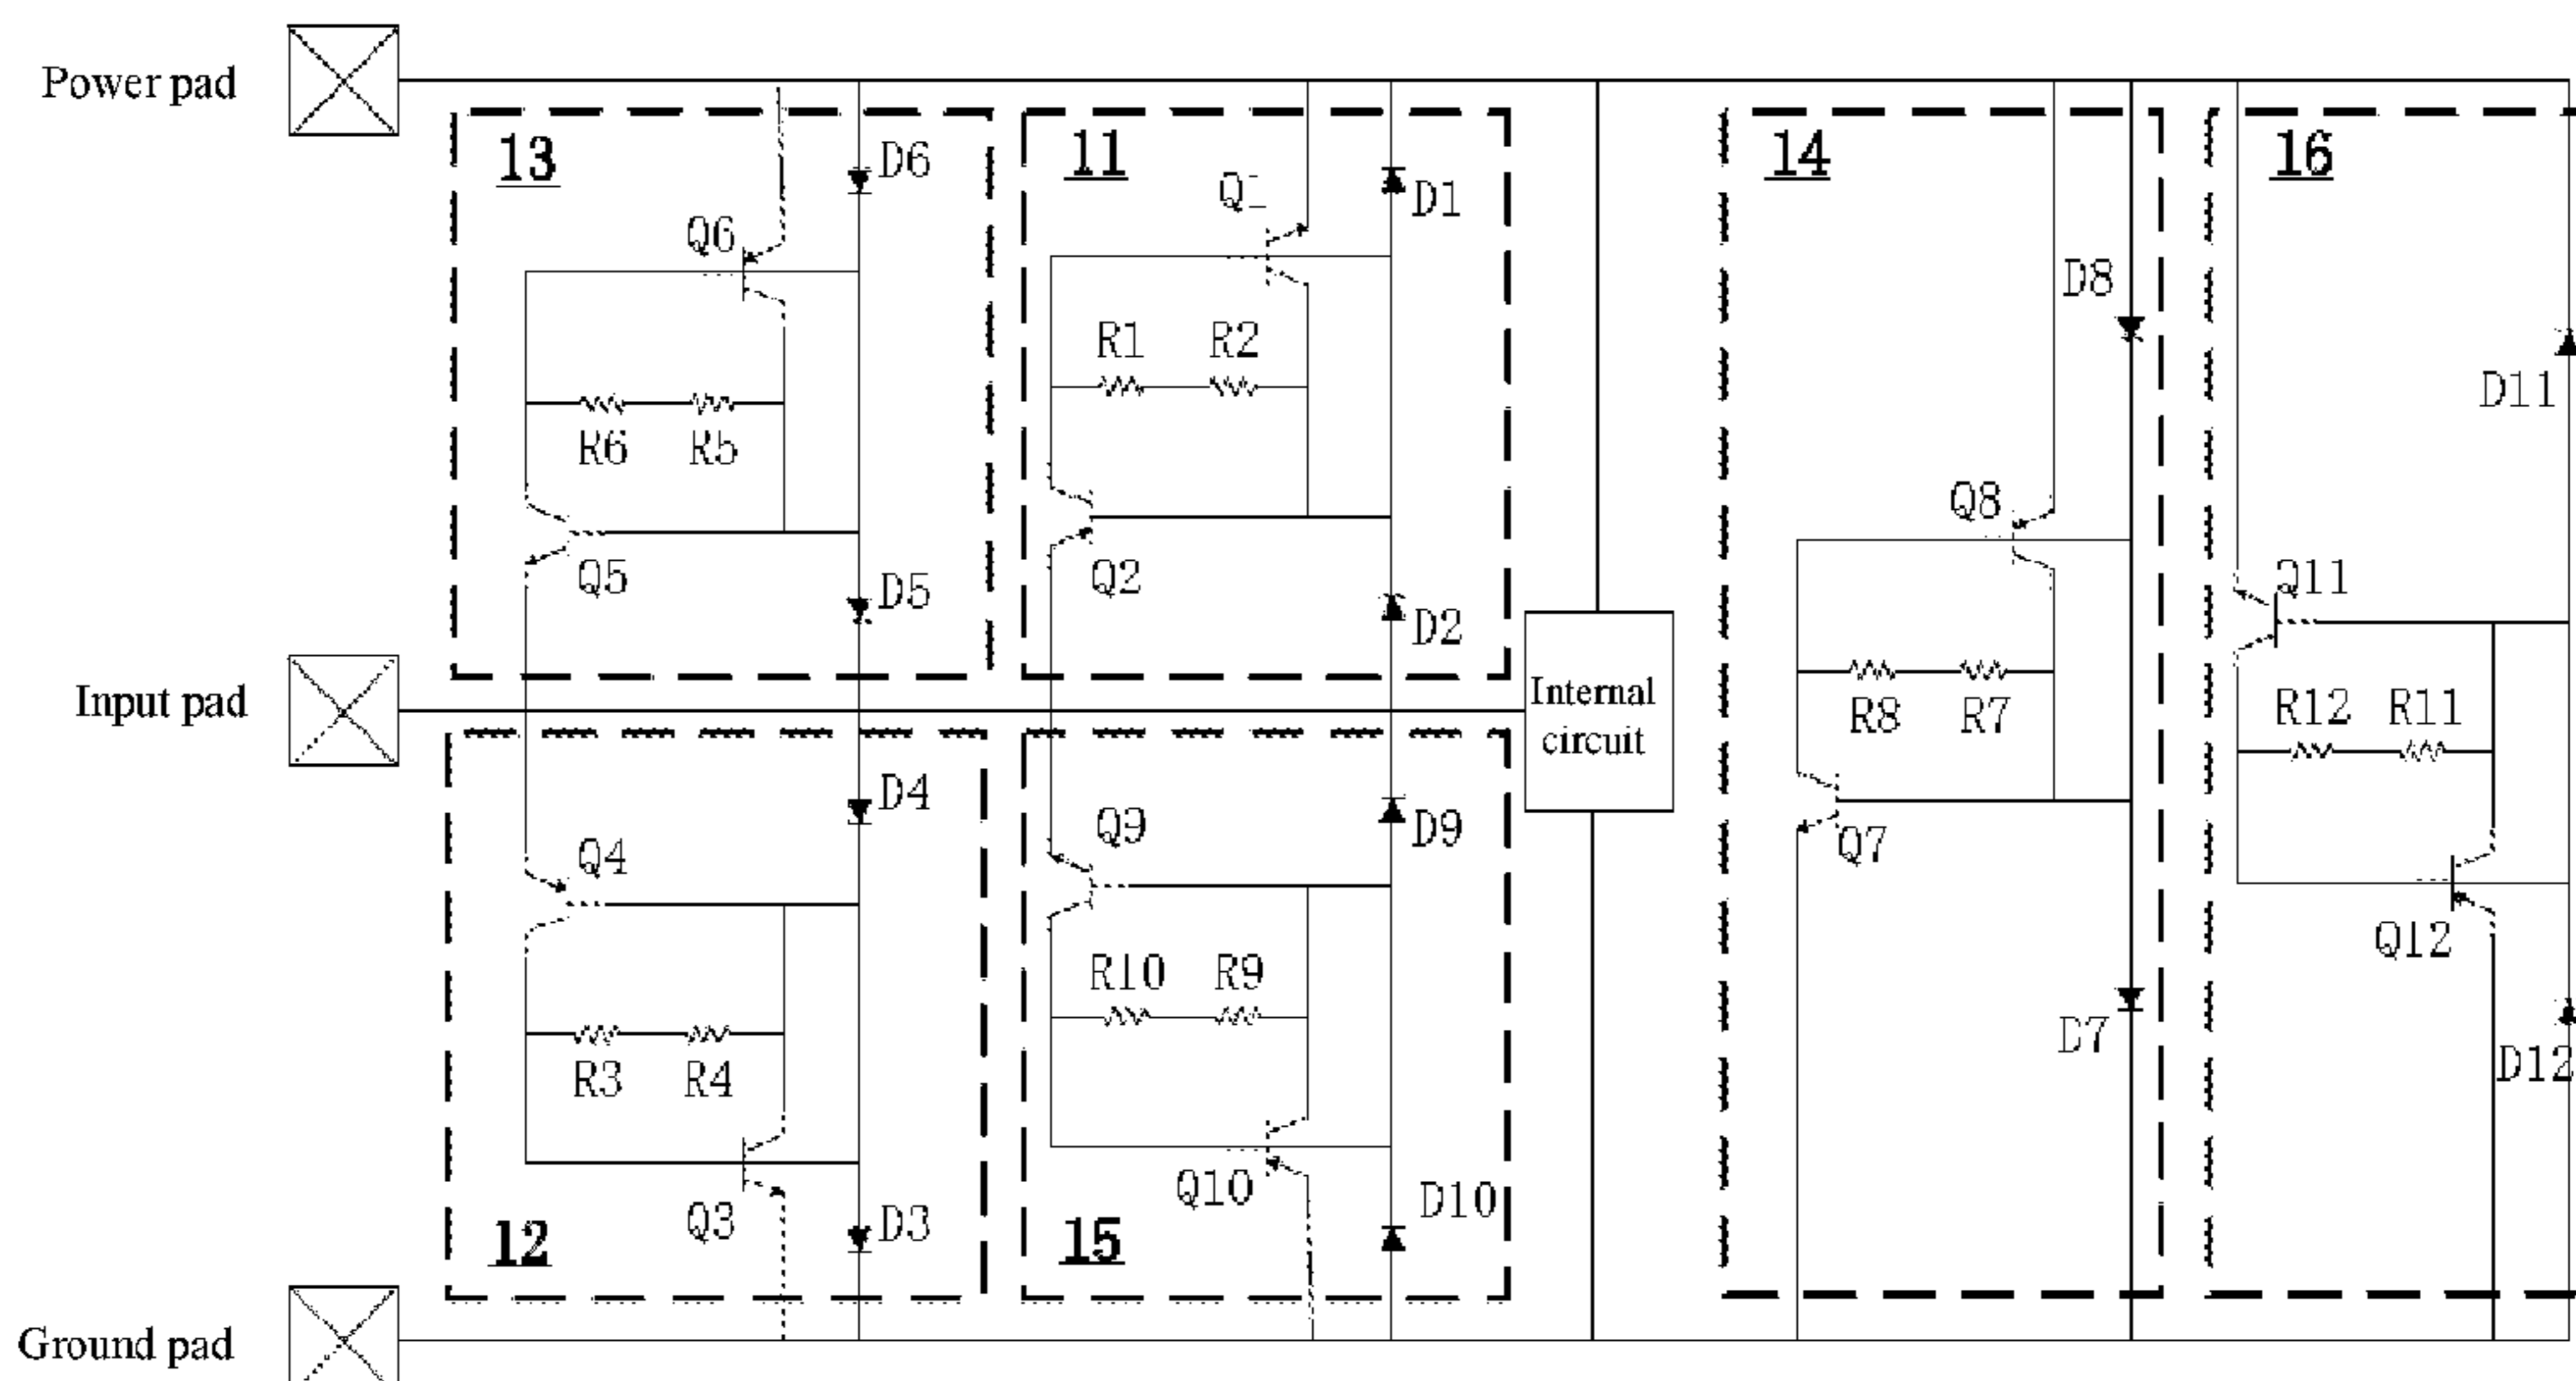 Power pad
13
D6
Q6
R6
R5
Q5
D5
11
Q1
D1
R1
R2
Q2
D2
14
D8
Q8
R8
R7
Q7
D7
16
D11
Q11
R12
R11
Q12
D12
Input pad
Internal
circuit
D4
Q4
R3
R4
Q3
D3
12
Q9
D9
R10
R9
Q10
D10
15
Ground pad